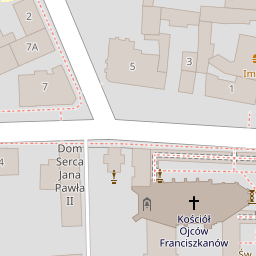 2
7A
5
3
Im
7
1
4
Dom
Serca
Jana
Pawła
II
Kościół
Ojców
Franciszkanów
Św.